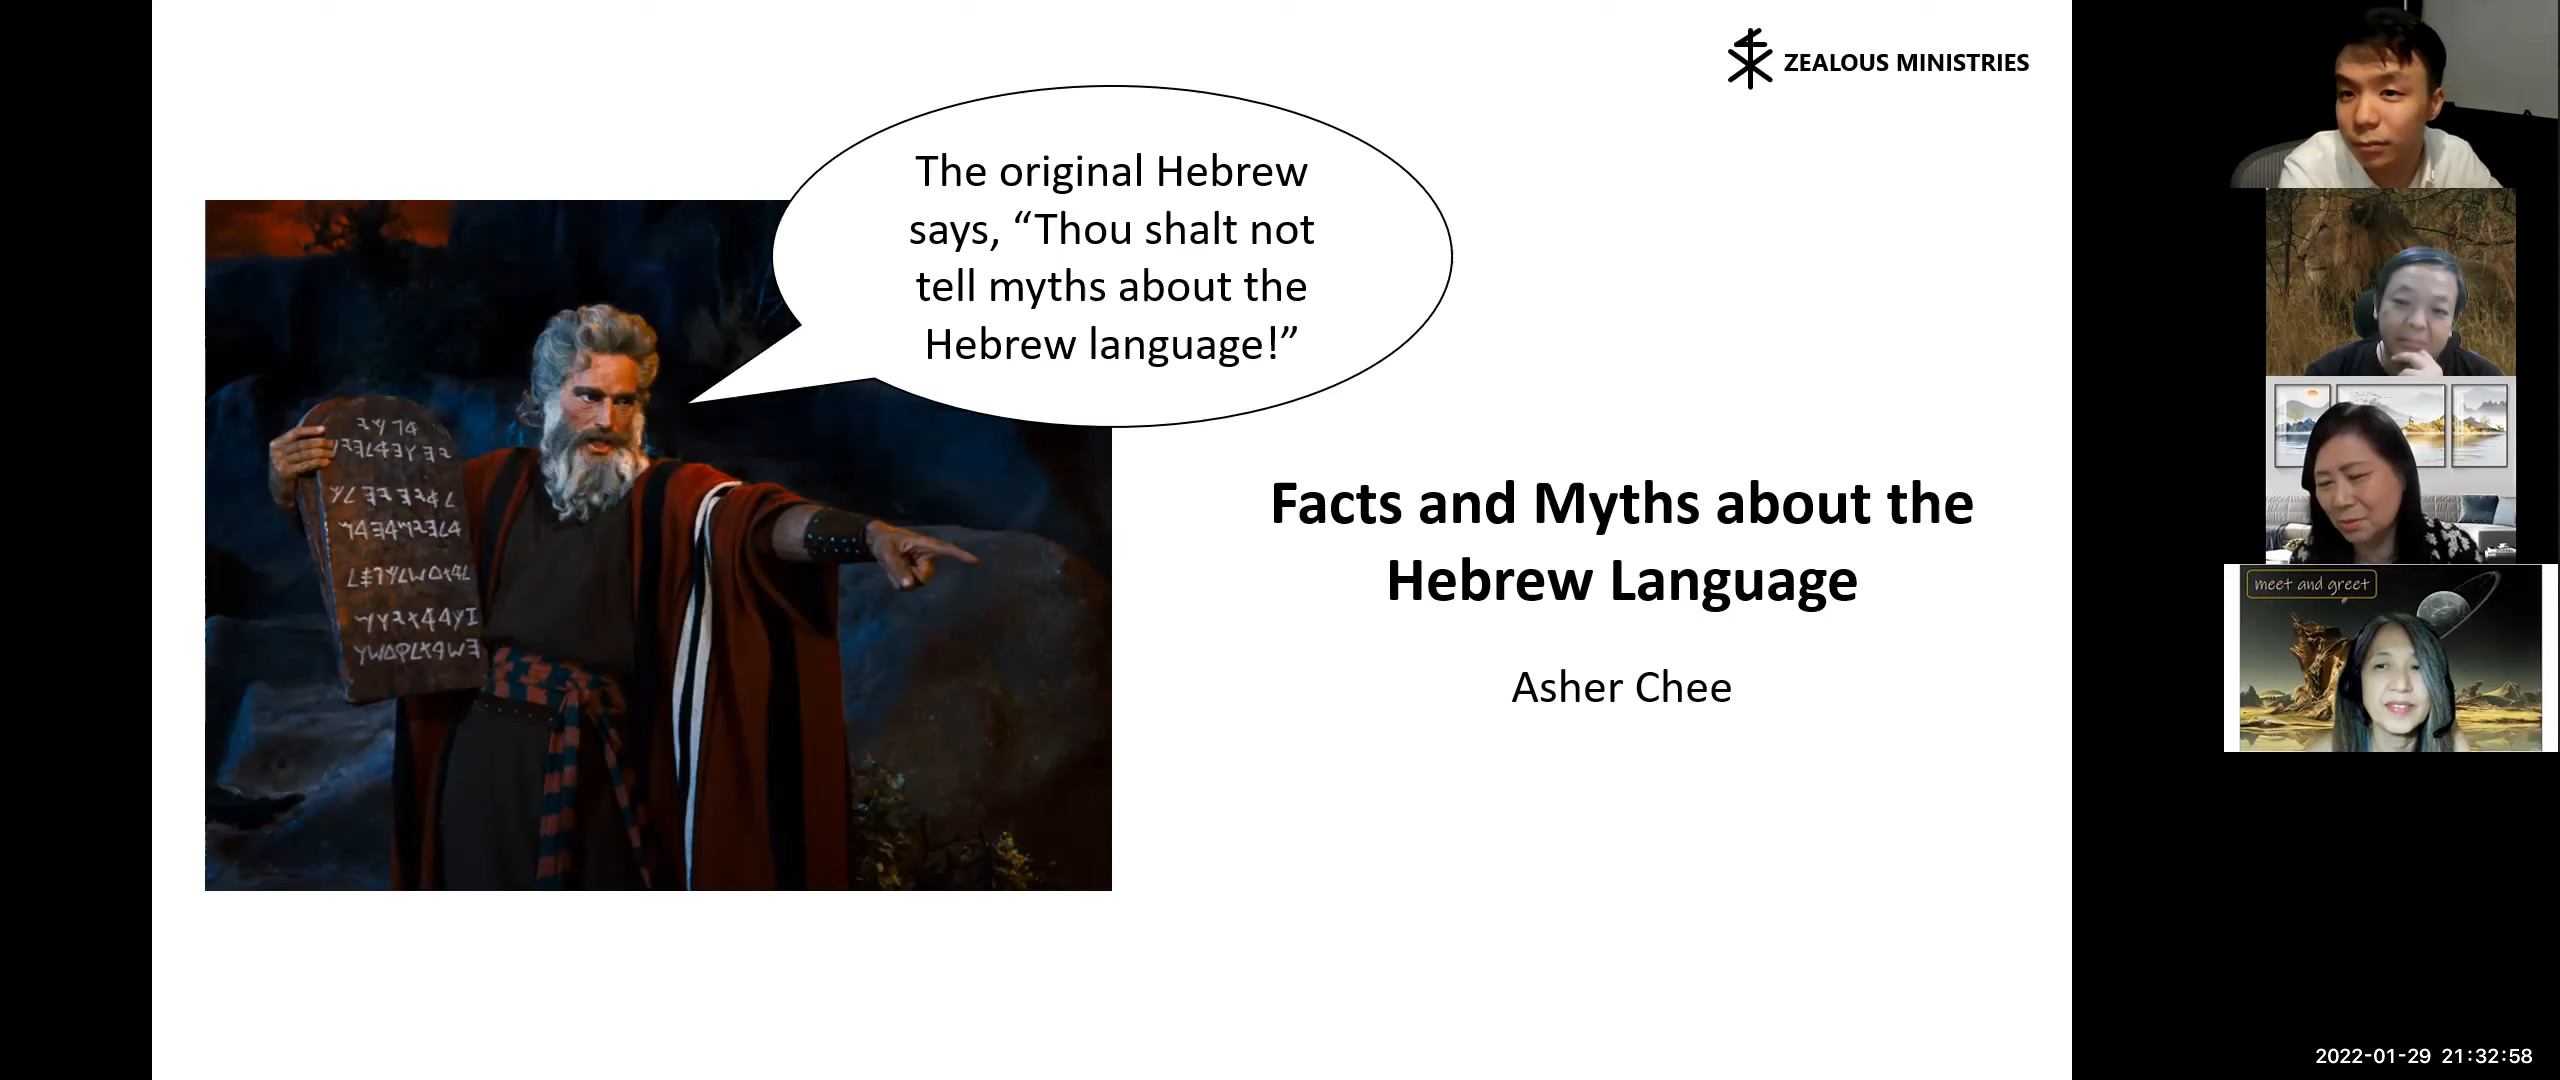 ZEALOUS MINISTRIES
The original Hebrew
says, “Thou shalt not
tell myths about the
Hebrew language!”
Facts and Myths about the
Hebrew Language
Asher Chee
meet and greet
2022-01-29 21:32:58